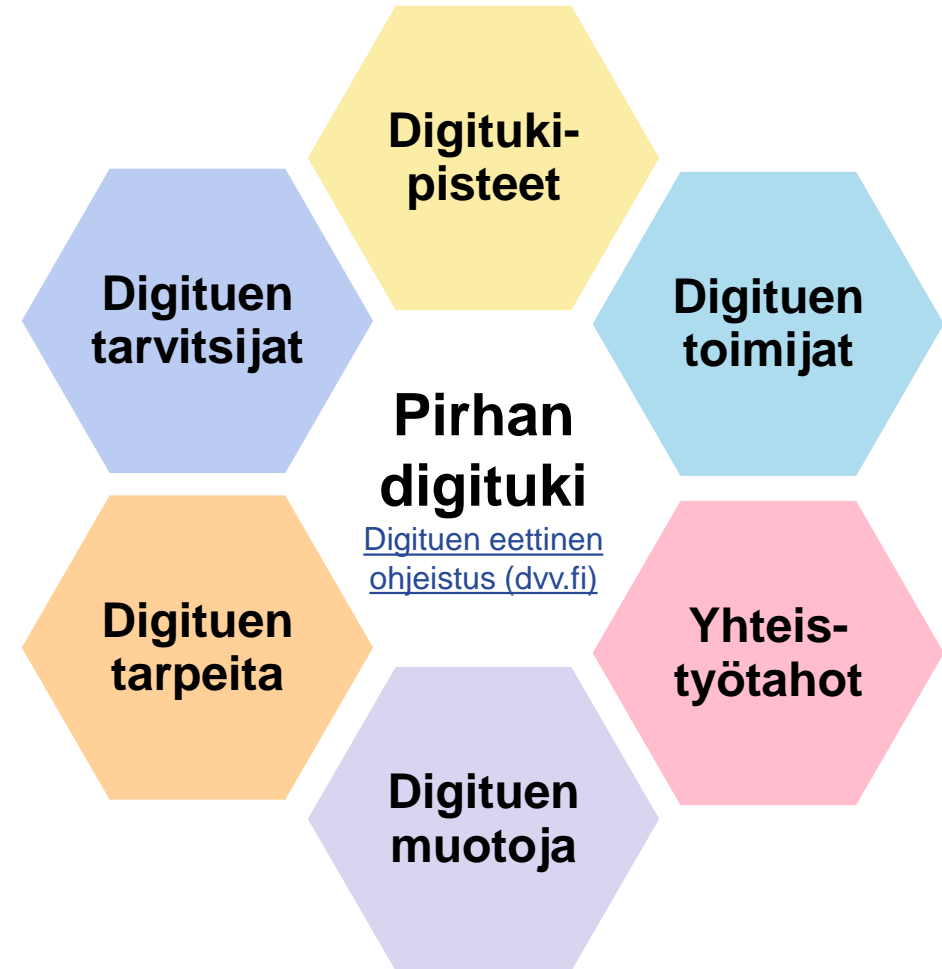 Digituki-
pisteet
Digituen
tarvitsijat
Digituen
toimijat
Pirhan
digituki
Digituen eettinen
ohjeistus (dvv.fi)
Digituen
tarpeita
Yhteis-
työtahot
Digituen
muotoja